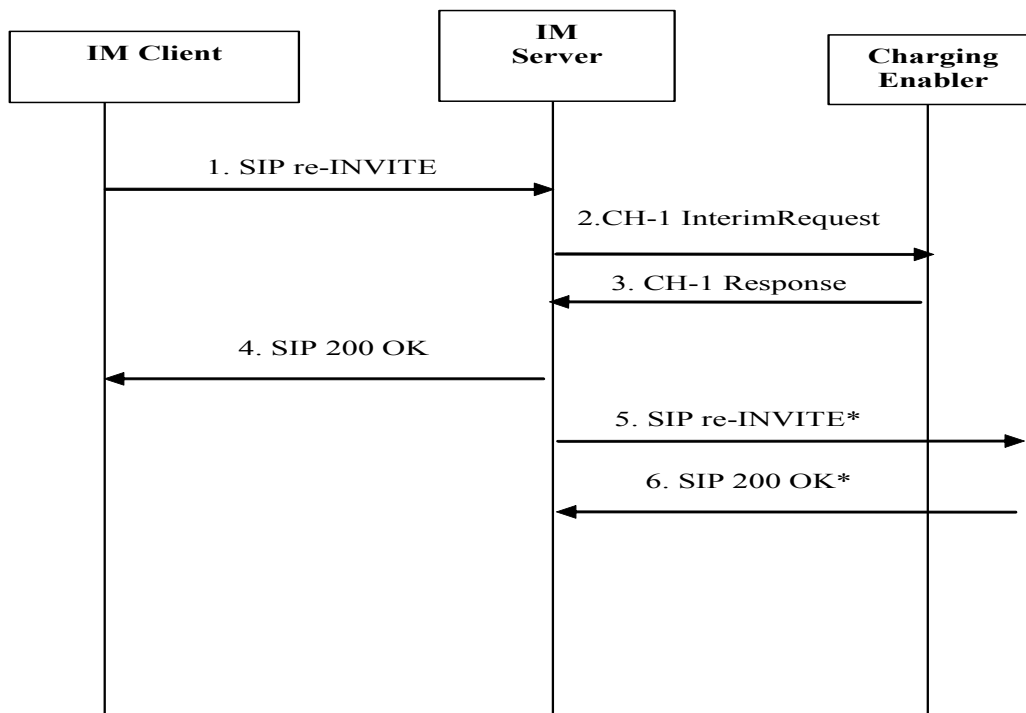 IM Client
IM
Server
Charging
Enabler
1. SIP re-INVITE
2.CH-1 InterimRequest
3. CH-1 Response
4. SIP 200 OK
5. SIP re-INVITE*
6. SIP 200 OK*